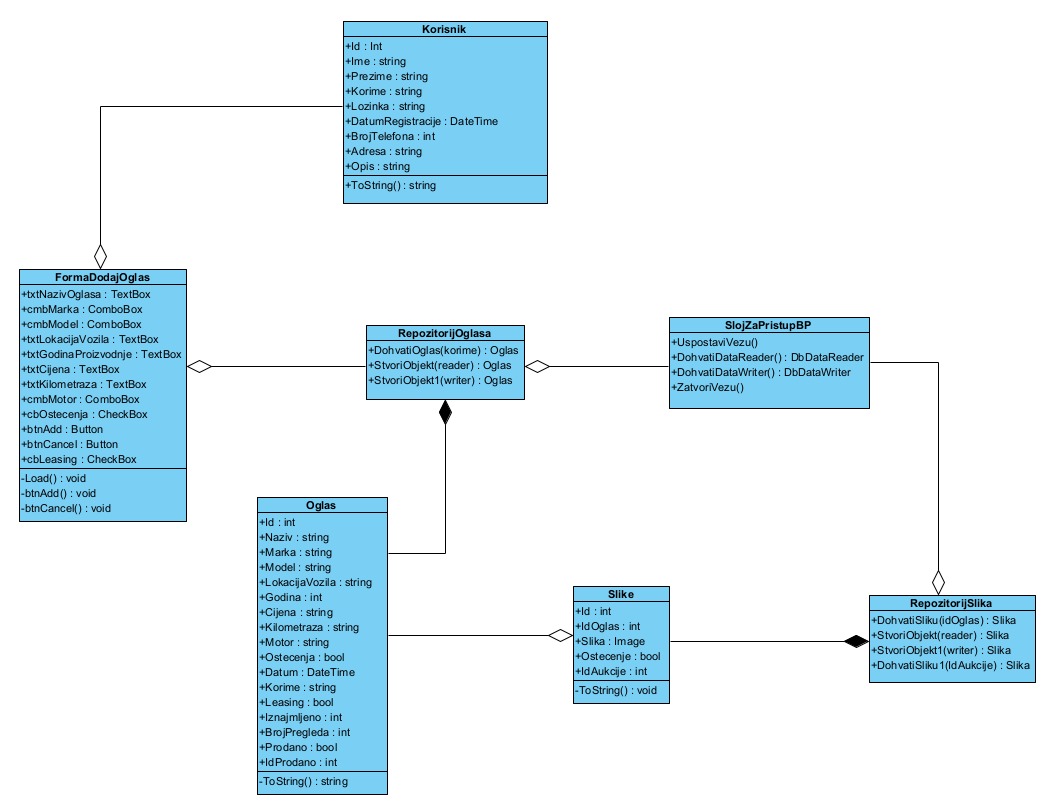 Korisnik
+Id : Int
+Ime : string
+Prezime : string
+Korime : string
+Lozinka : string
+DatumRegistracije : DateTime
+BrojTelefona : int
+Adresa : string
+Opis : string
+ToString() : string
FormaDodajOglas
+txtNazivOglasa : TextBox
+cmbMarka : ComboBox
+cmbModel : ComboBox
+txtLokacijaVozila : TextBox
+txtGodinaProizvodnje : TextBox
+txtCijena : TextBox
+txtKilometraza : TextBox
+cmbMotor : ComboBox
+cbOstecenja : CheckBox
+btnAdd : Button
+btnCancel : Button
+cbLeasing : CheckBox
-Load() : void
-btnAdd() : void
-btnCancel() : void
RepozitorijOglasa
+DohvatiOglas(korime) : Oglas
+StvoriObjekt(reader) : Oglas
+StvoriObjekt1(writer) : Oglas
SlojZaPristupBP
+UspostaviVezu()
+DohvatiDataReader() : DbDataReader
+DohvatiDataWriter() : DbDataWriter
+ZatvoriVezu()
Oglas
+Id : int
+Naziv : string
+Marka : string
+Model : string
+LokacijaVozila : string
+Godina : int
+Cijena : string
+Kilometraza : string
+Motor : string
+Ostecenja : bool
+Datum : DateTime
+Korime : string
+Leasing : bool
+Iznajmljeno : int
+BrojPregleda : int
+Prodano : bool
+IdProdano : int
-ToString() : string
Slike
+Id : int
+IdOglas : int
+Slika : Image
+Ostecenje : bool
+IdAukcije : int
-ToString() : void
RepozitorijSlika
+DohvatiSliku(idOglas) : Slika
+StvoriObjekt(reader) : Slika
+StvoriObjekt1(writer) : Slika
+DohvatiSliku1(IdAukcije) : Slika